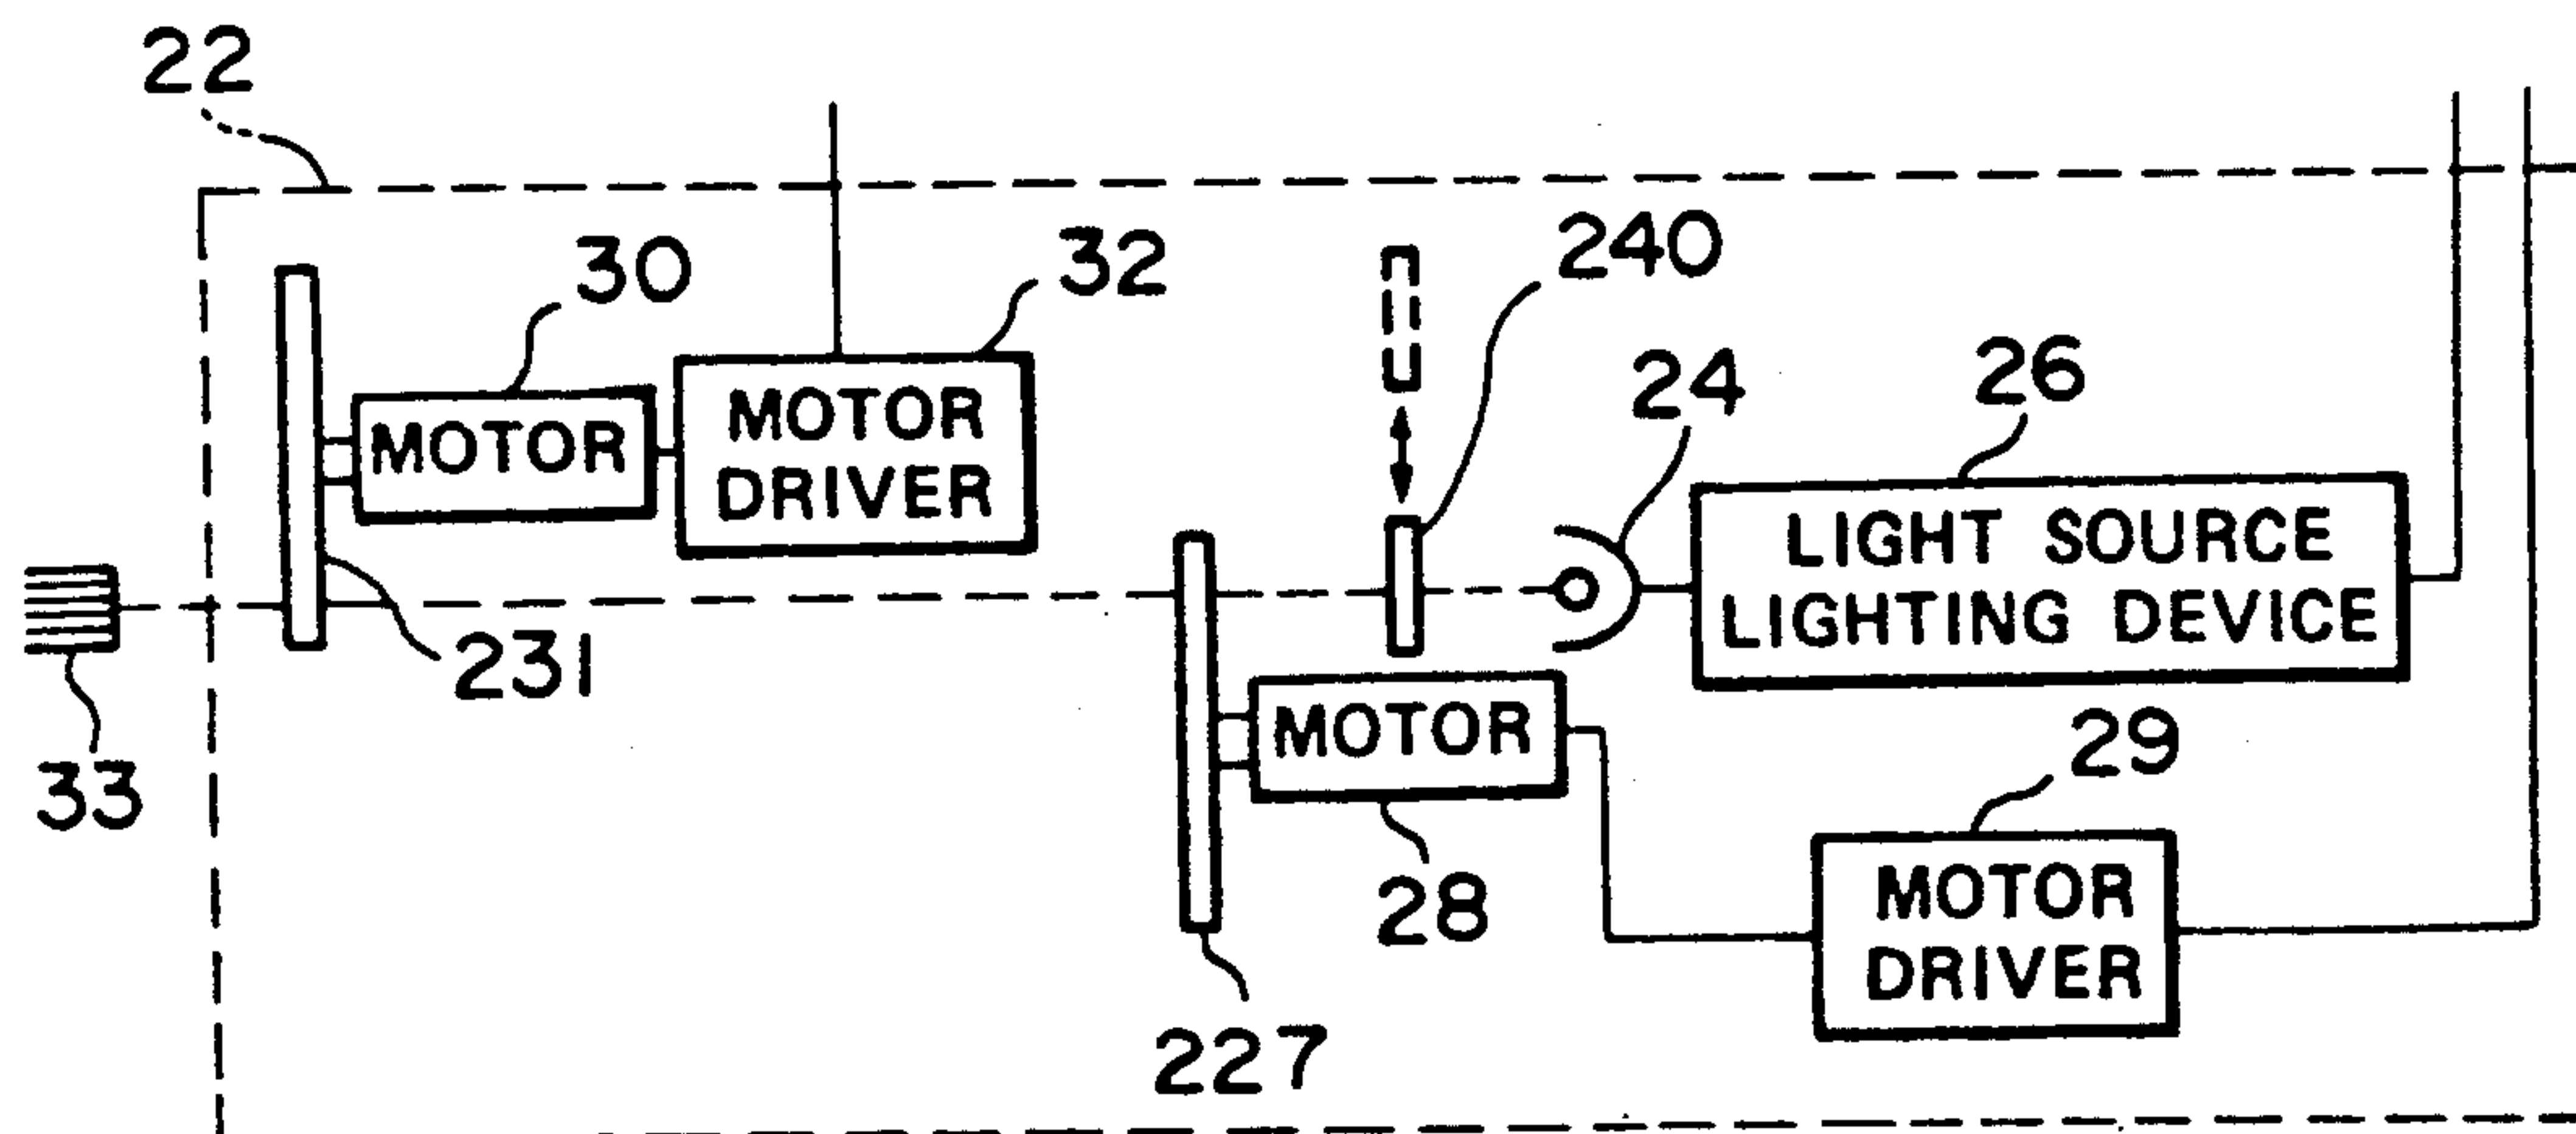 22
30
32
240
24
26
MOTOR
MOTOR
DRIVER
LIGHT SOURCE
LIGHTING DEVICE
231
33
MOTOR
28
29
MOTOR
DRIVER
227